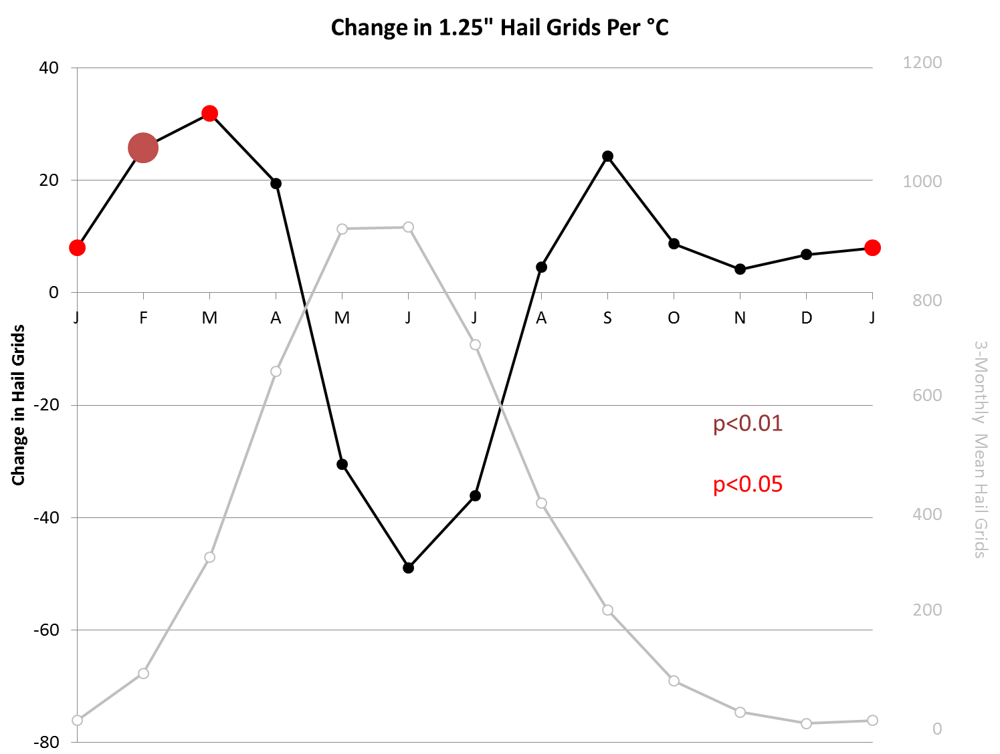 Change in 1.25" Hail Grids Per °C
40
20
0
-20
-40
-60
-80
Change in Hail Grids
J F M A M J J A S O N D J
p<0.01
p<0.05
1200
1000
800
600
400
200
0
3-Monthly Mean Hail Grids